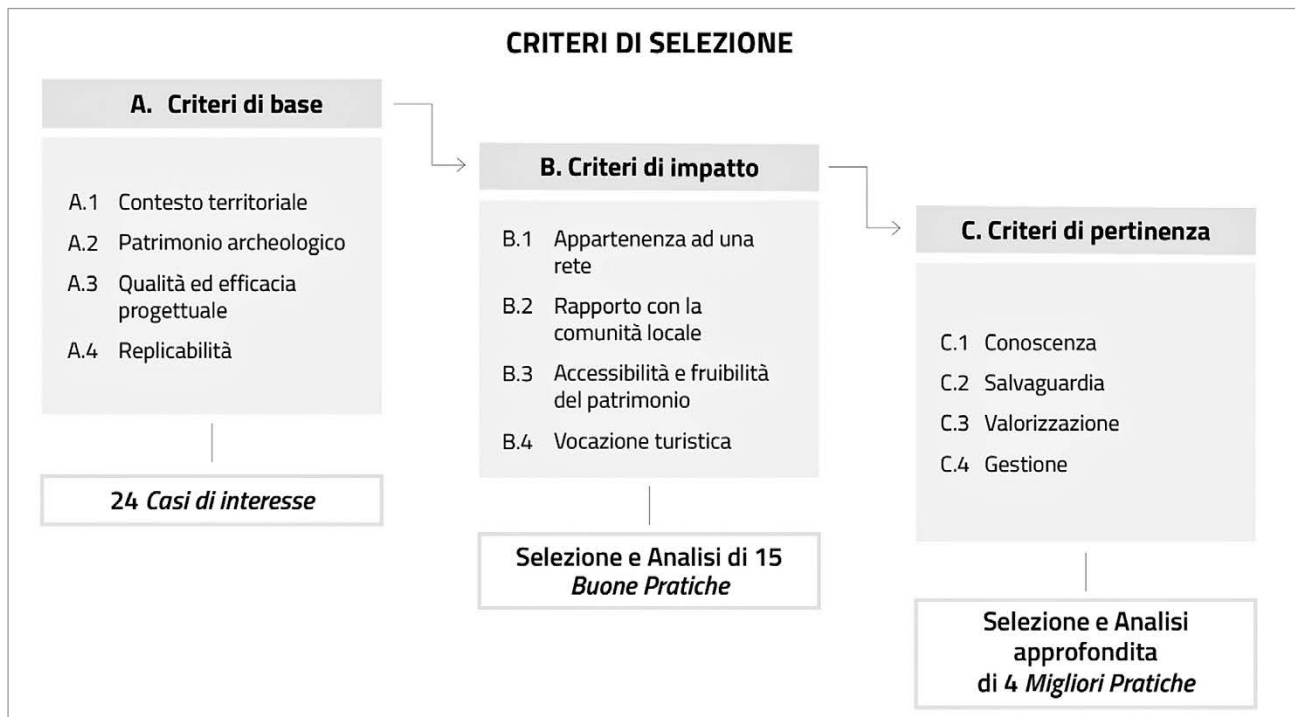 CRITERI DI SELEZIONE
A. Criteri di base
A.1 Contesto territoriale
A.2 Patrimonio archeologico
A.3 Qualità ed efficacia
progettuale
A.4 Replicabilità
24 Casi di interesse
B. Criteri di impatto
B.1 Appartenenza ad una
rete
B.2 Rapporto con la
comunità locale
B.3 Accessibilità e fruibilità
del patrimonio
B.4 Vocazione turistica
Selezione e Analisi di 15
Buone Pratiche
C. Criteri di pertinenza
C.1 Conoscenza
C.2 Salvaguardia
C.3 Valorizzazione
C.4 Gestione
Selezione e Analisi
approfondita
di 4 Migliori Pratiche